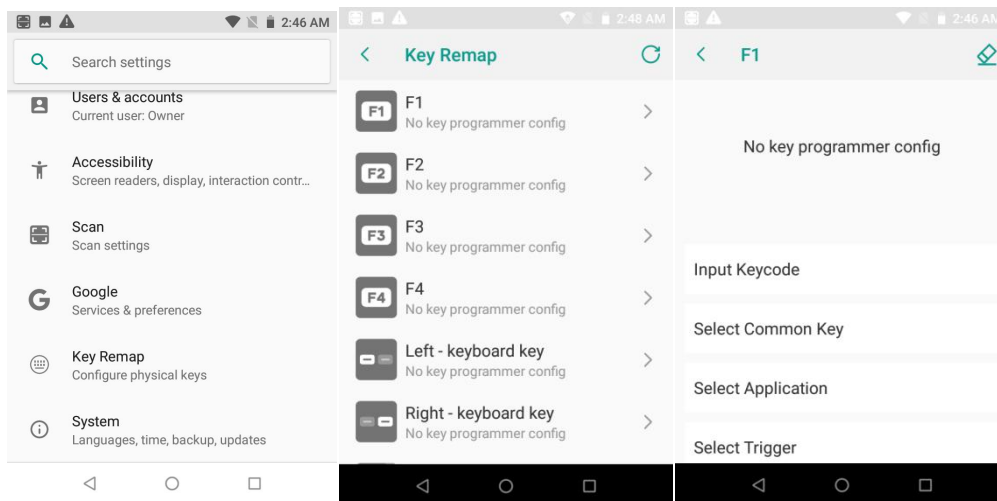 2:46 AM
Search settings
Users & accounts
Current user: Owner
Accessibility
Screen readers, display, interaction contr...
Scan
Scan settings
Google
Services & preferences
Key Remap
Configure physical keys
System
Languages, time, backup, updates
2:48 AM
Key Remap
F1
F1
No key programmer config
F2
F2
No key programmer config
F3
F3
No key programmer config
F4
F4
No key programmer config
Left - keyboard key
No key programmer config
Right - keyboard key
No key programmer config
2:46 AM
F1
No key programmer config
Input Keycode
Select Common Key
Select Application
Select Trigger